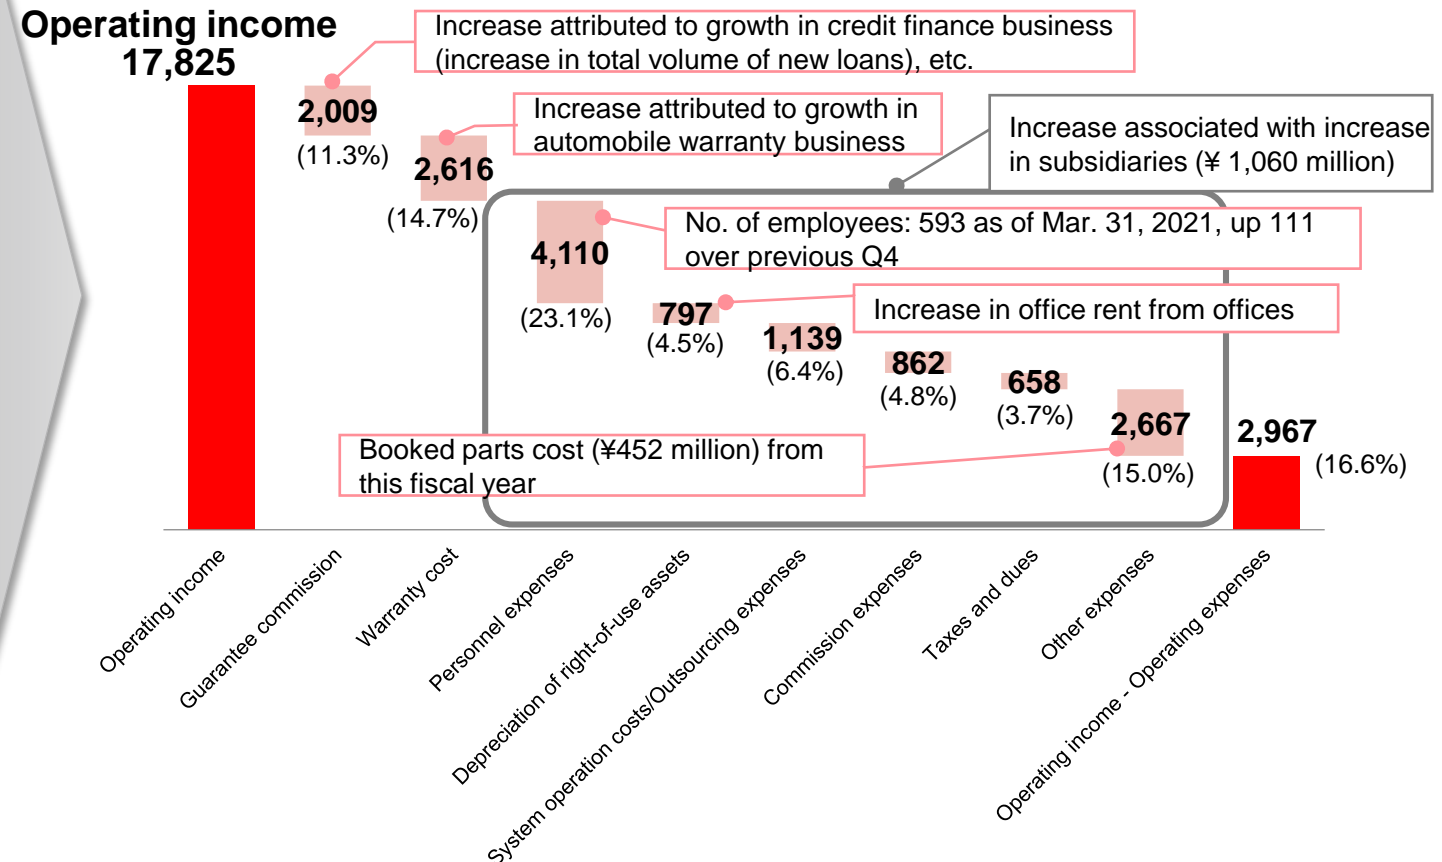 Operating income
17,825
Increase attributed to growth in credit finance business
(increase in total volume of new loans), etc.
2,009
(11.3%)
Increase attributed to growth in
automobile warranty business
2,616
(14.7%)
Increase associated with increase
in subsidiaries (¥ 1,060 million)
No. of employees: 593 as of Mar. 31, 2021, up 111
over previous Q4
4,110
(23.1%)
Increase in office rent from offices
797
(4.5%)
1,139
(6.4%)
862
(4.8%)
658
(3.7%)
2,667
(15.0%)
Booked parts cost (¥452 million) from
this fiscal year
2,967
(16.6%)
Operating income
Guarantee commission
Warranty cost
Personnel expenses
Depreciation of right-of-use assets
System operation costs/Outsourcing expenses
Commission expenses
Taxes and dues
Other expenses
Operating income - Operating expenses